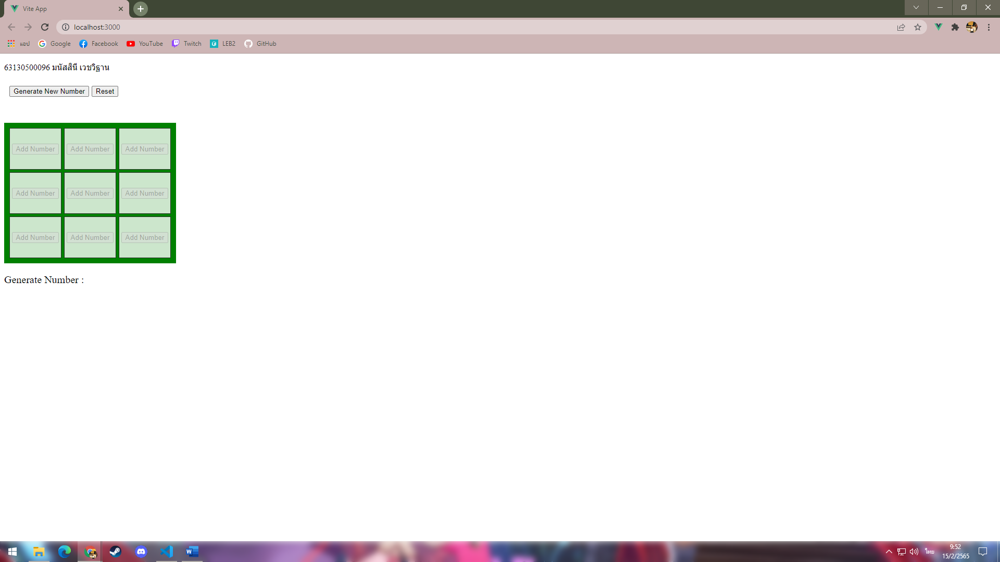 Vite App
localhost:3000
แอป Google Facebook YouTube Twitch LEB2 GitHub
63130500096 มนัสสินี เวชวิฐาน
Generate New Number Reset
Add Number Add Number Add Number
Add Number Add Number Add Number
Add Number Add Number Add Number
Generate Number :
ไทย
9:52
15/2/2565